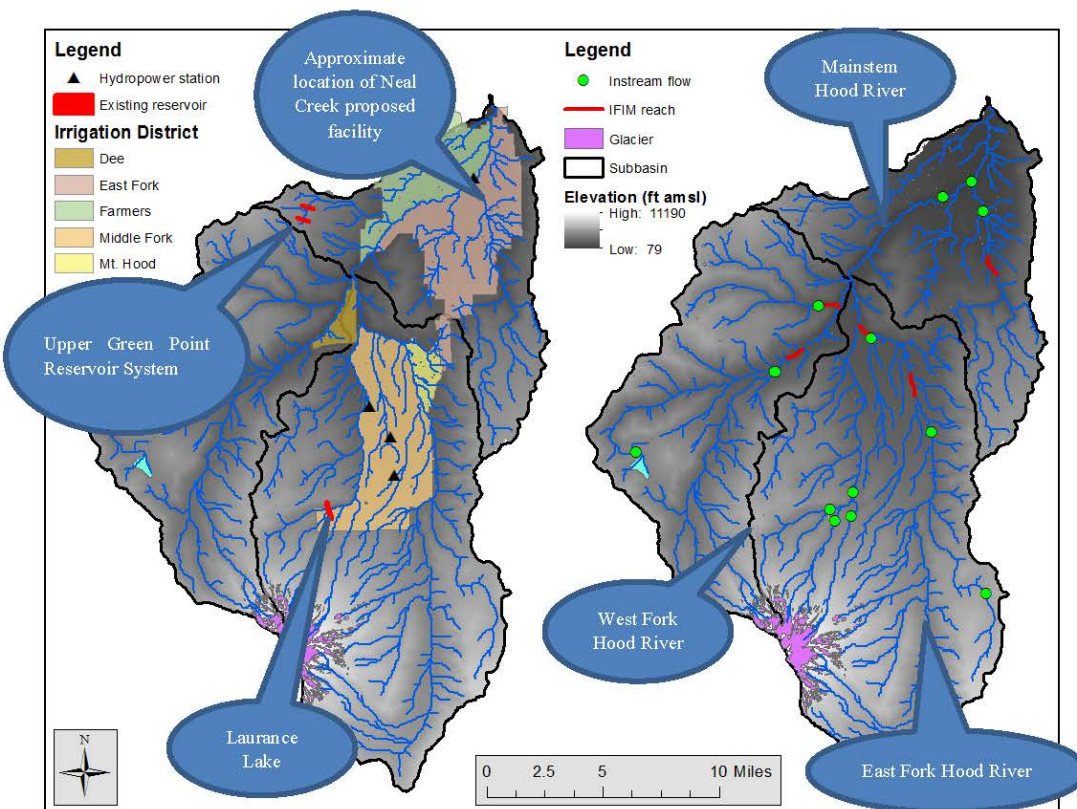 Legend
Hydropower station
Existing reservoir
Irrigation District
Dee
East Fork
Farmers
Middle Fork
Mt. Hood
Approximate
location of Neal
Creek proposed
facility
Upper Green Point
Reservoir System
Laurance
Lake
N
Legend
Instream flow
IFIM reach
Glacier
Subbasin
Elevation (ft amsl)
High: 11190
Low: 79
Mainstem
Hood River
West Fork
Hood River
East Fork Hood River
0 2.5 5 10 Miles